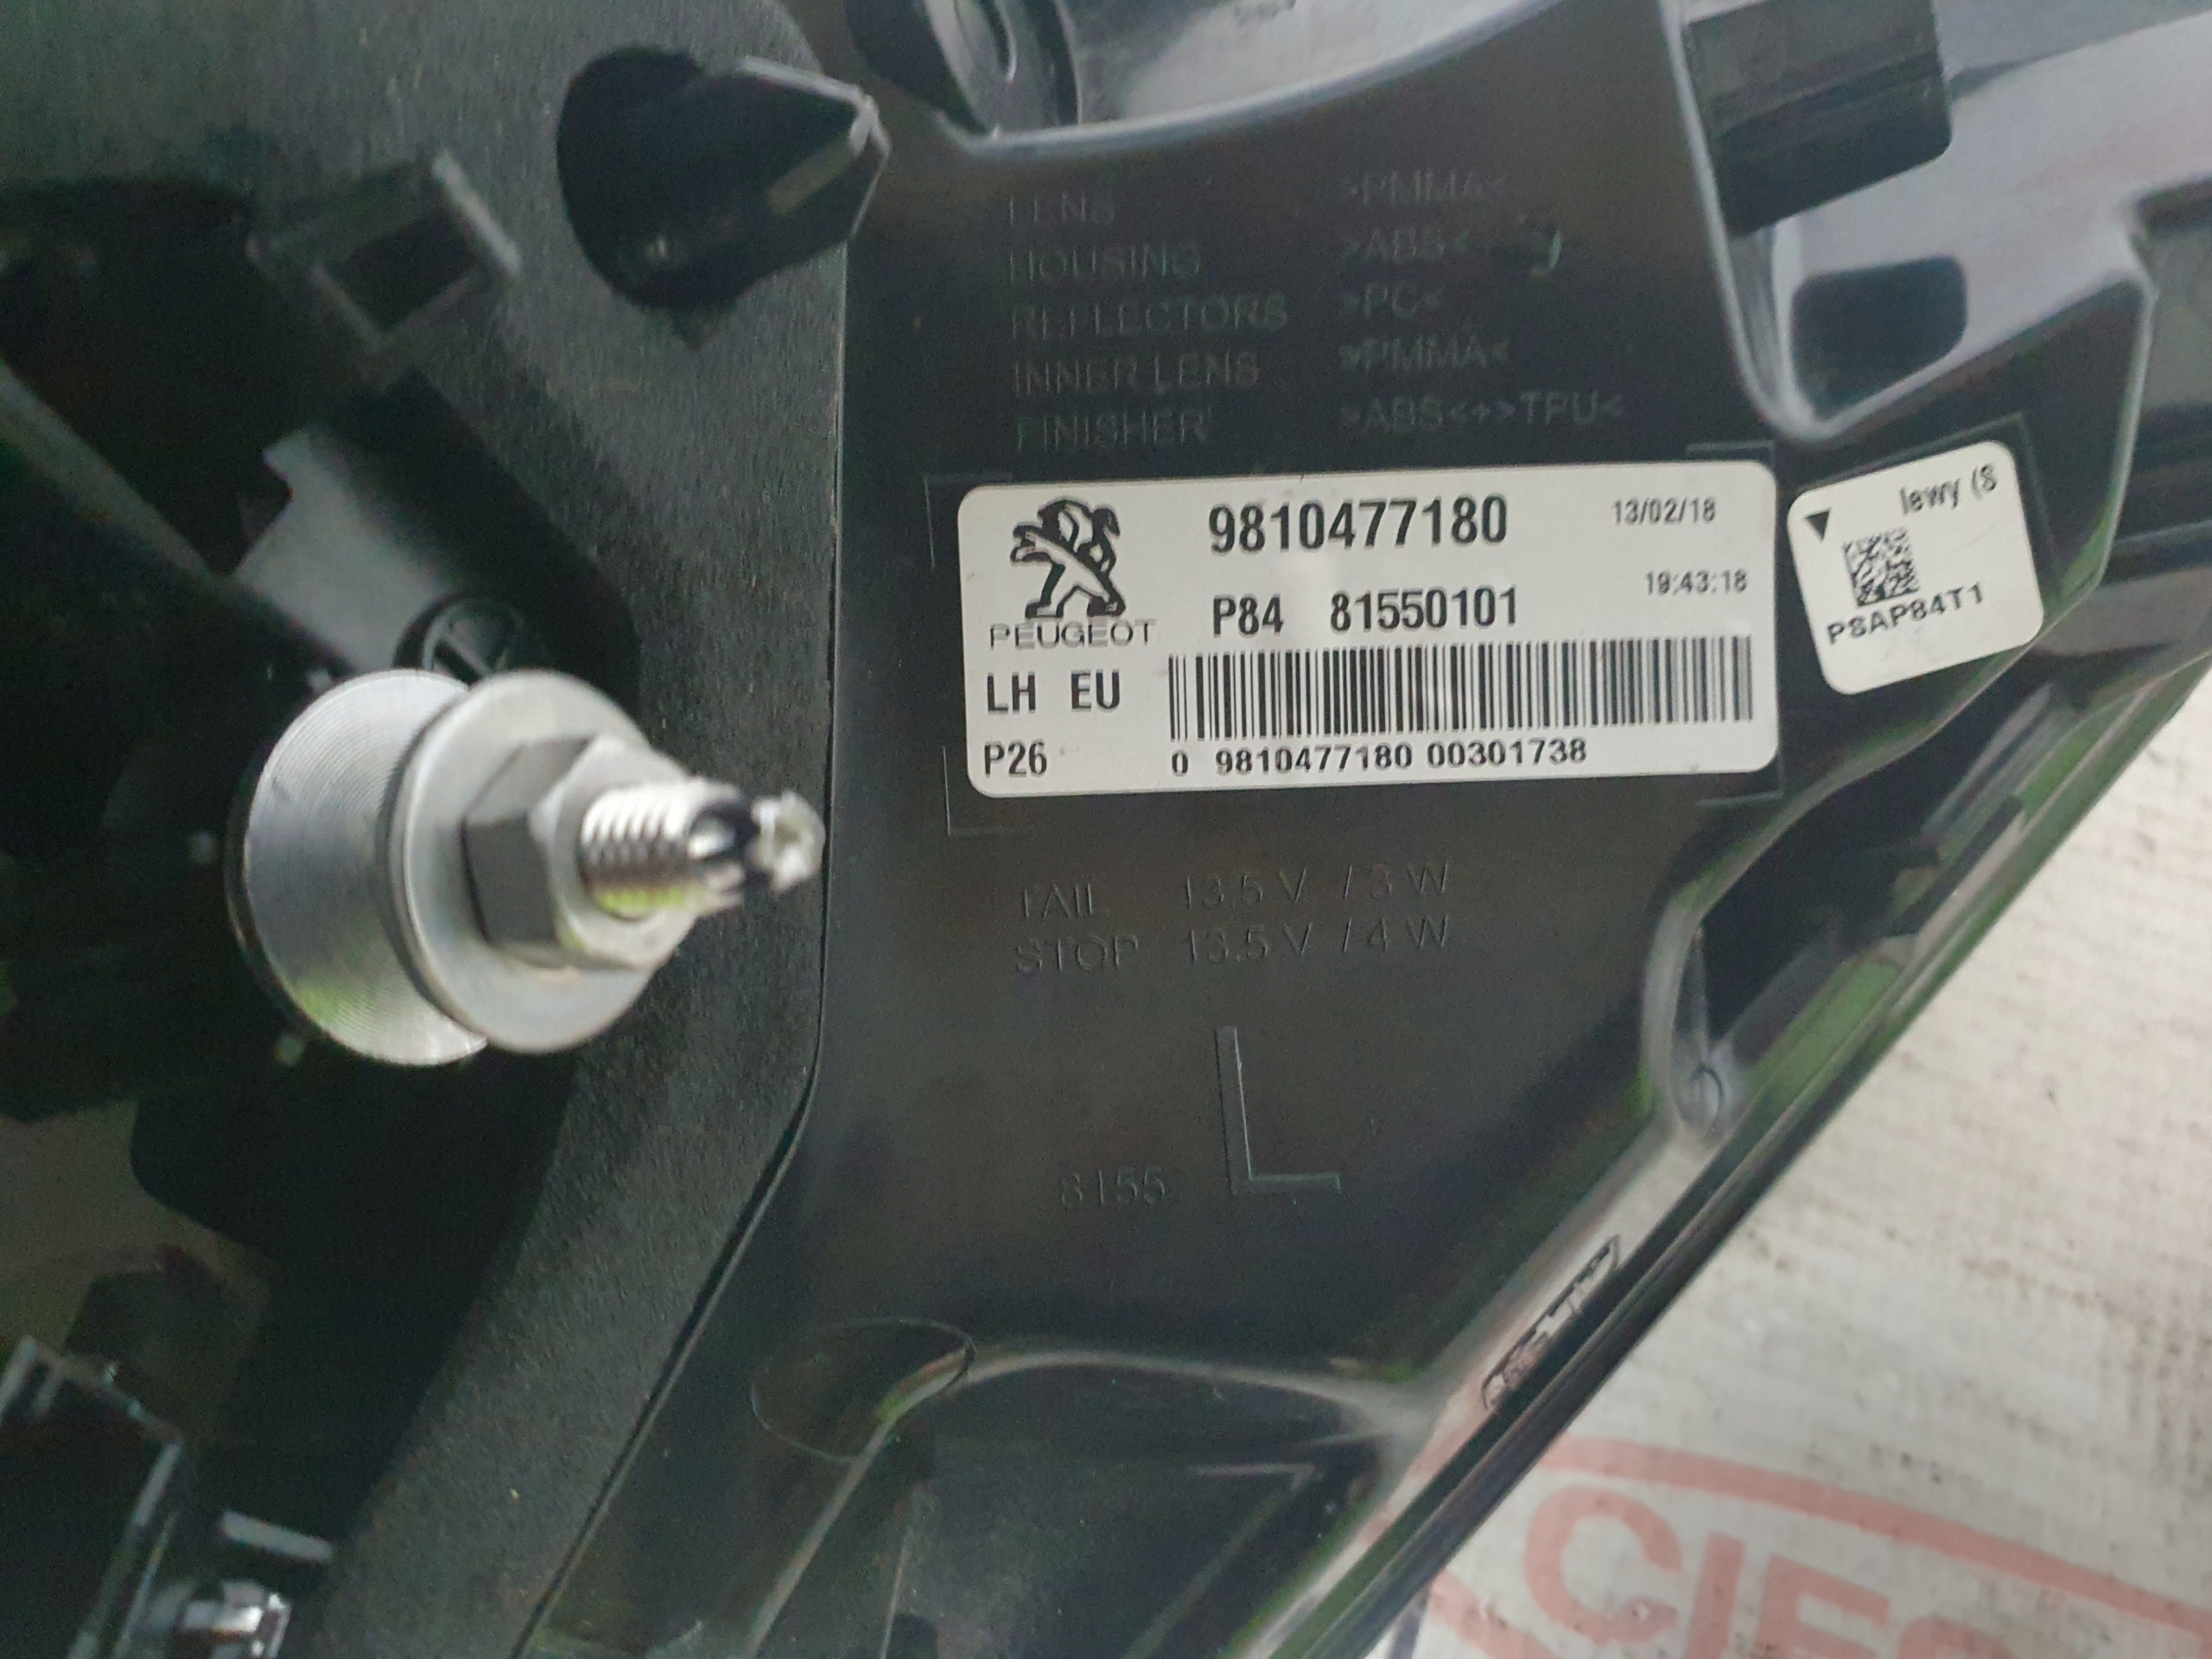 LENS >PMMA<
HOUSING >ABS<
REFLECTORS >PC<
INNER LENS >PMMA<
FINISHER >ABS<+>TPU<
9810477180 13/02/18
P84 81550101 19:43:18
PEUGEOT
LH EU
P26
0 9810477180 00301738
lewy (S
PSAP84T1
TAIL 13.5 V / 3 W
STOP 13.5 V / 4 W
L
8155